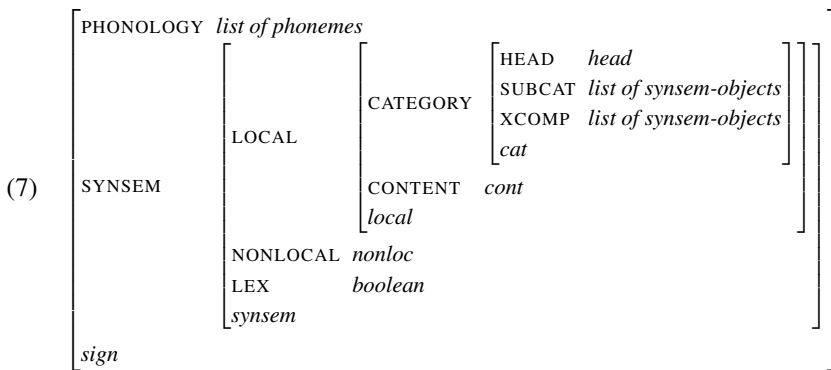 PHONOLOGY list of phonemes
HEAD head
CATEGORY SUBCAT list of synsem-objects
XCOMP list of synsem-objects
LOCAL
cat
(7) SYNSEM CONTENT cont
local
NONLOCAL nonloc
LEX boolean
synsem
sign